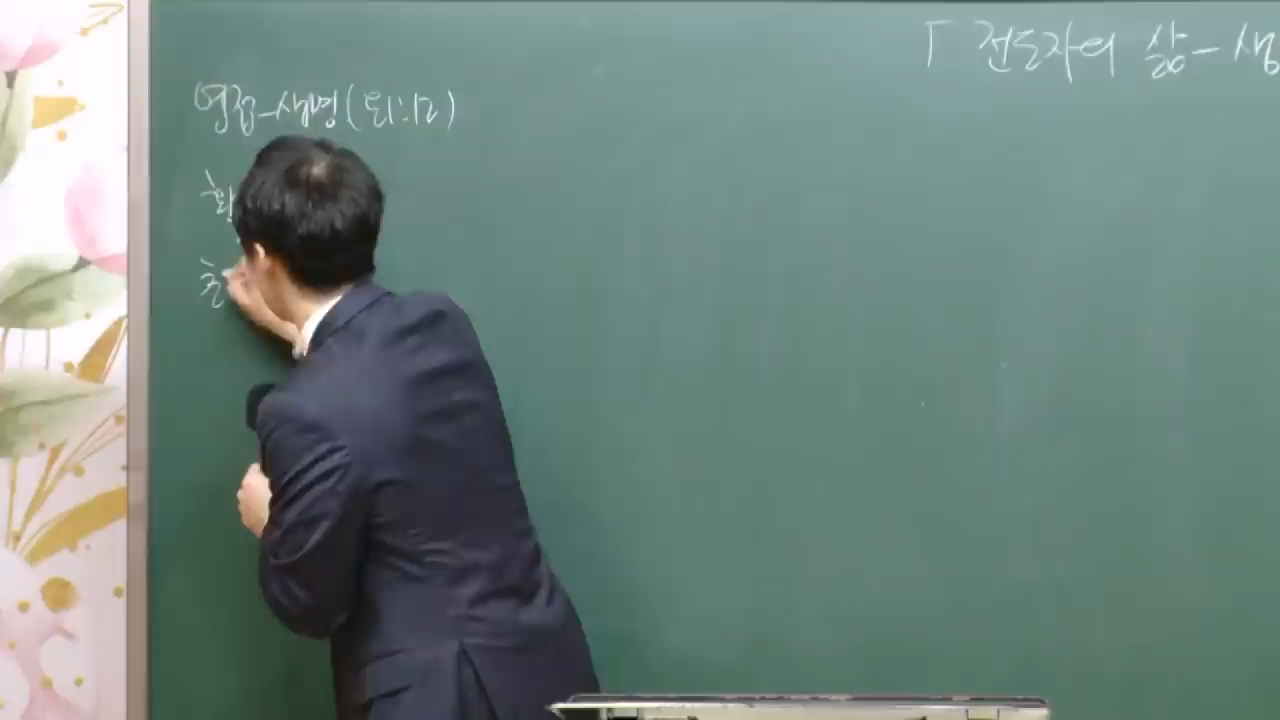 「전도자의 삶 - 생
영접 - 생명 (요1:12)